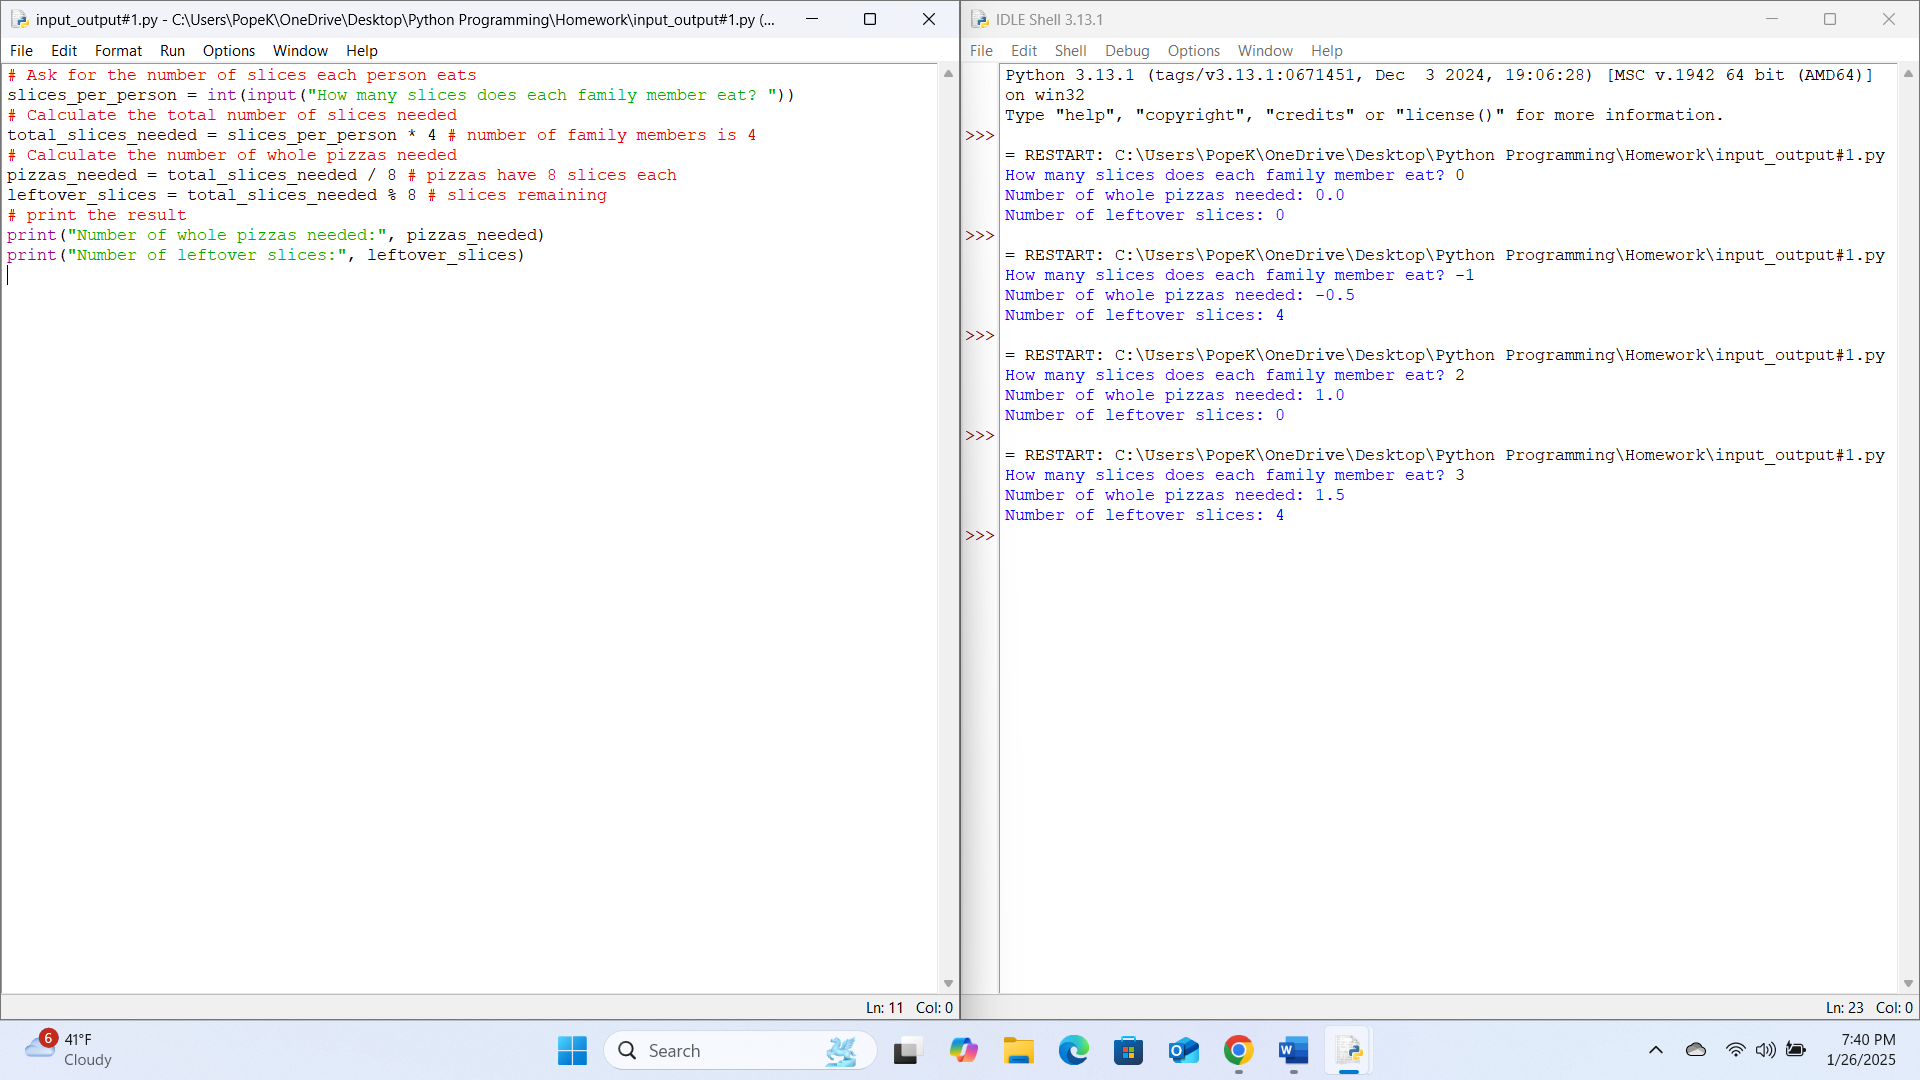 input_output#1.py - C:\Users\PopeK\OneDrive\Desktop\Python Programming\Homework\input_output#1.py (...
File Edit Format Run Options Window Help
# Ask for the number of slices each person eats
slices_per_person = int(input("How many slices does each family member eat? "))
# Calculate the total number of slices needed
total_slices_needed = slices_per_person * 4 # number of family members is 4
# Calculate the number of whole pizzas needed
pizzas_needed = total_slices_needed / 8 # pizzas have 8 slices each
leftover_slices = total_slices_needed % 8 # slices remaining
# print the result
print("Number of whole pizzas needed:", pizzas_needed)
print("Number of leftover slices:", leftover_slices)
Ln: 11 Col: 0
IDLE Shell 3.13.1
File Edit Shell Debug Options Window Help
Python 3.13.1 (tags/v3.13.1:0671451, Dec  3 2024, 19:06:28) [MSC v.1942 64 bit (AMD64)]
on win32
Type "help", "copyright", "credits" or "license()" for more information.
>>>
= RESTART: C:\Users\PopeK\OneDrive\Desktop\Python Programming\Homework\input_output#1.py
How many slices does each family member eat? 0
Number of whole pizzas needed: 0.0
Number of leftover slices: 0
>>>
= RESTART: C:\Users\PopeK\OneDrive\Desktop\Python Programming\Homework\input_output#1.py
How many slices does each family member eat? -1
Number of whole pizzas needed: -0.5
Number of leftover slices: 4
>>>
= RESTART: C:\Users\PopeK\OneDrive\Desktop\Python Programming\Homework\input_output#1.py
How many slices does each family member eat? 2
Number of whole pizzas needed: 1.0
Number of leftover slices: 0
>>>
= RESTART: C:\Users\PopeK\OneDrive\Desktop\Python Programming\Homework\input_output#1.py
How many slices does each family member eat? 3
Number of whole pizzas needed: 1.5
Number of leftover slices: 4
>>>
Ln: 23 Col: 0
6
41°F
Cloudy
Search
7:40 PM
1/26/2025